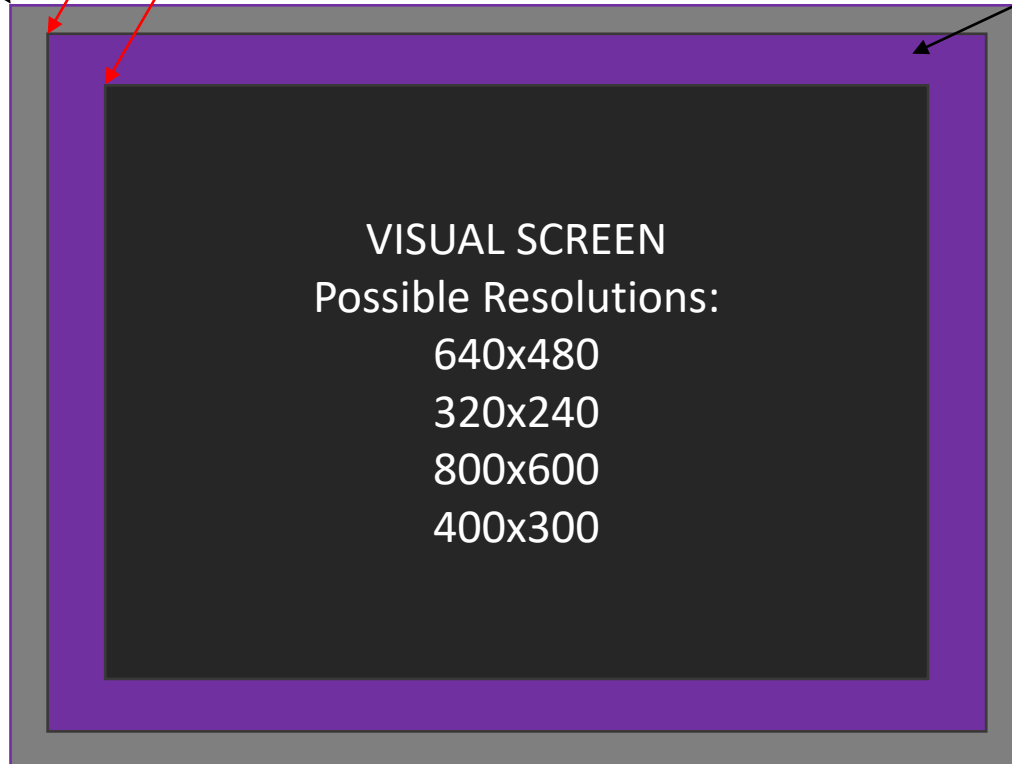 VISUAL SCREEN
Possible Resolutions:
640x480
320x240
800x600
400x300